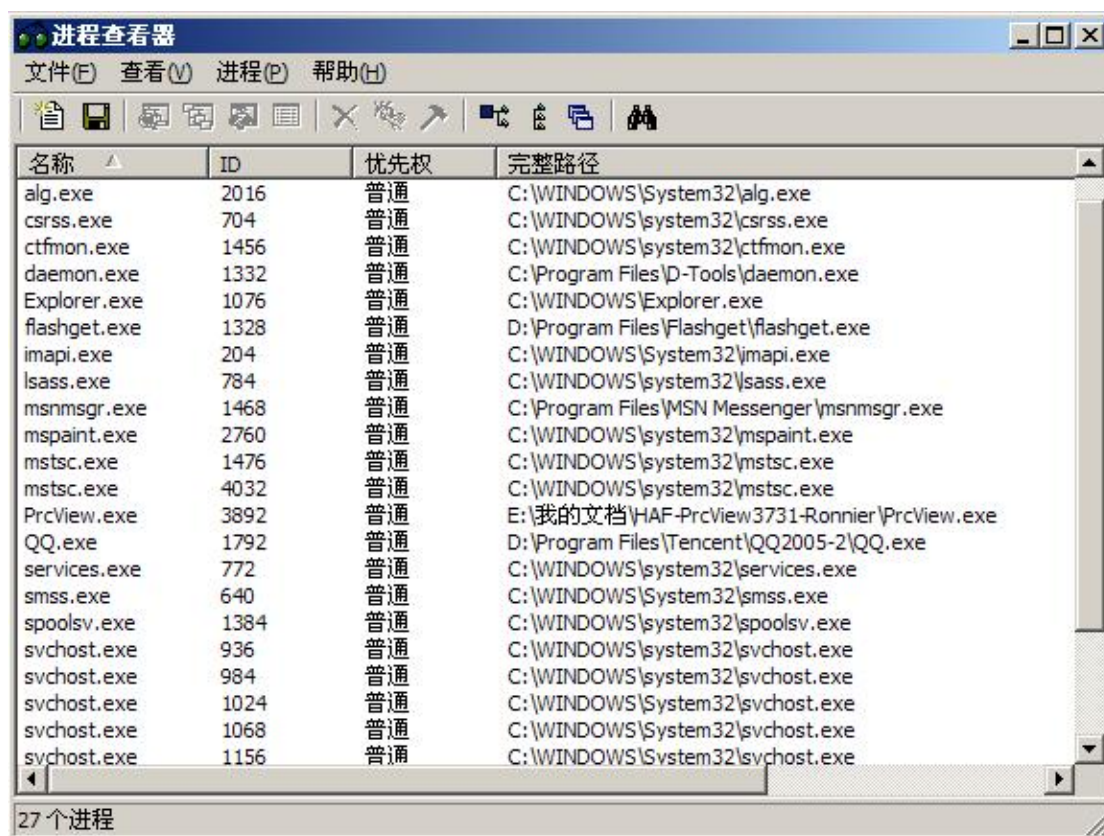 进程查看器
文件(F) 查看(V) 进程(P) 帮助(H)
名称 ID 优先权 完整路径
alg.exe 2016 普通 C:\WINDOWS\System32\alg.exe
csrss.exe 704 普通 C:\WINDOWS\system32\csrss.exe
ctfmon.exe 1456 普通 C:\WINDOWS\system32\ctfmon.exe
daemon.exe 1332 普通 C:\Program Files\D-Tools\daemon.exe
Explorer.exe 1076 普通 C:\WINDOWS\Explorer.exe
flashget.exe 1328 普通 D:\Program Files\Flashget\flashget.exe
imapi.exe 204 普通 C:\WINDOWS\System32\imapi.exe
lsass.exe 784 普通 C:\WINDOWS\system32\lsass.exe
msnmsgr.exe 1468 普通 C:\Program Files\MSN Messenger\msnmsgr.exe
mspaint.exe 2760 普通 C:\WINDOWS\system32\mspaint.exe
mstsc.exe 1476 普通 C:\WINDOWS\system32\mstsc.exe
mstsc.exe 4032 普通 C:\WINDOWS\system32\mstsc.exe
PrcView.exe 3892 普通 E:\我的文档\HAF-PrcView3731-Ronnier\PrcView.exe
QQ.exe 1792 普通 D:\Program Files\Tencent\QQ2005-2\QQ.exe
services.exe 772 普通 C:\WINDOWS\system32\services.exe
smss.exe 640 普通 C:\WINDOWS\System32\smss.exe
spoolsv.exe 1384 普通 C:\WINDOWS\system32\spoolsv.exe
svchost.exe 936 普通 C:\WINDOWS\system32\svchost.exe
svchost.exe 984 普通 C:\WINDOWS\system32\svchost.exe
svchost.exe 1024 普通 C:\WINDOWS\System32\svchost.exe
svchost.exe 1068 普通 C:\WINDOWS\System32\svchost.exe
svchost.exe 1156 普通 C:\WINDOWS\System32\svchost.exe
27 个进程